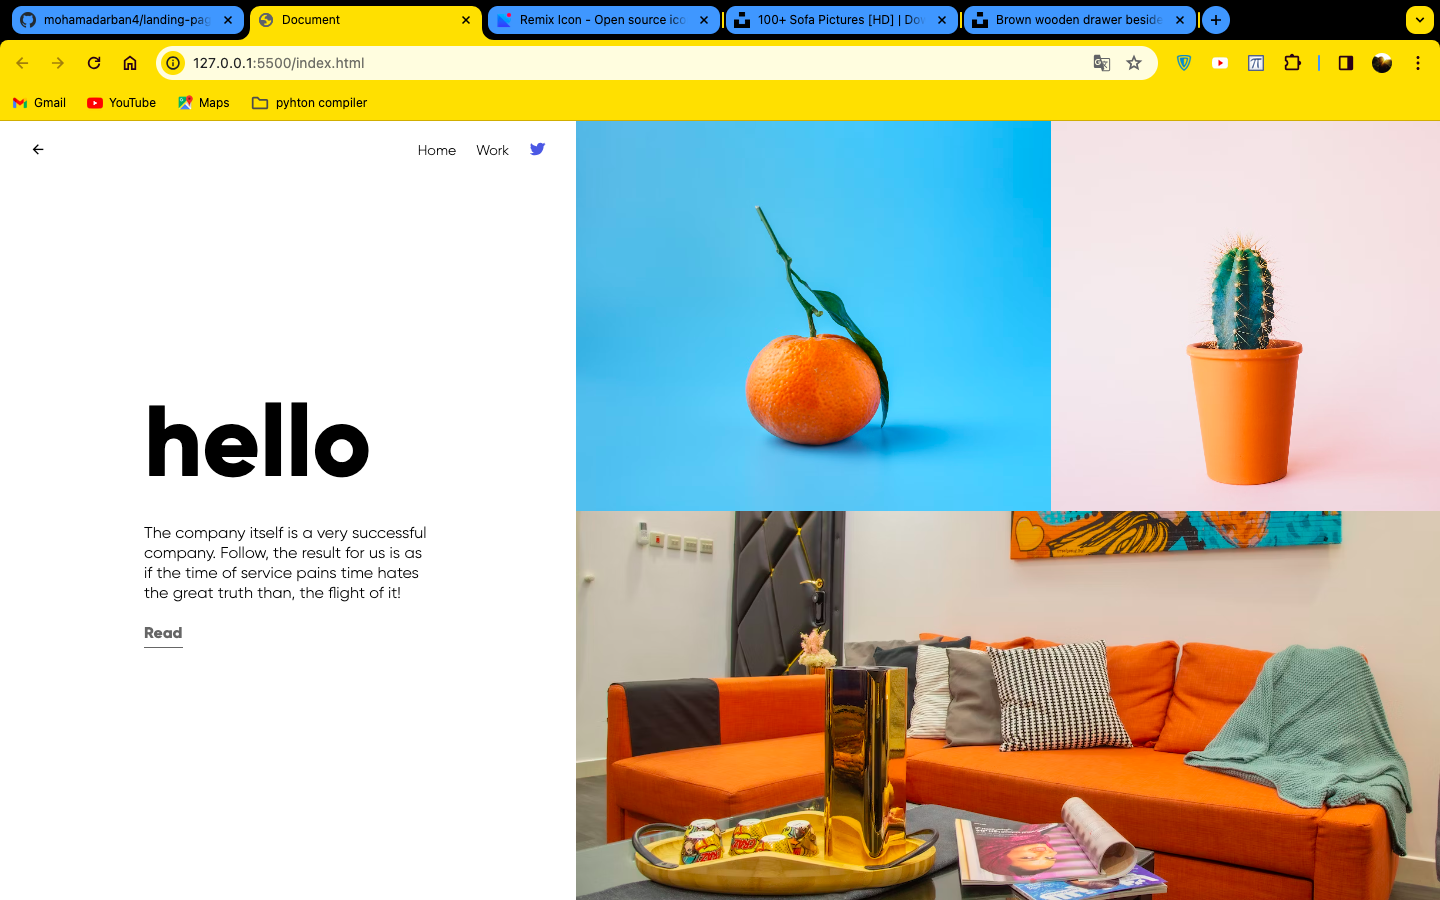 mohamadarban4/landing-pag
Document
Remix Icon - Open source ico
100+ Sofa Pictures [HD] | Dow
Brown wooden drawer beside
127.0.0.1:5500/index.html
Gmail
YouTube
Maps
pyhton compiler
Home
Work
hello
The company itself is a very successful
company. Follow, the result for us is as
if the time of service pains time hates
the great truth than, the flight of it!
Read